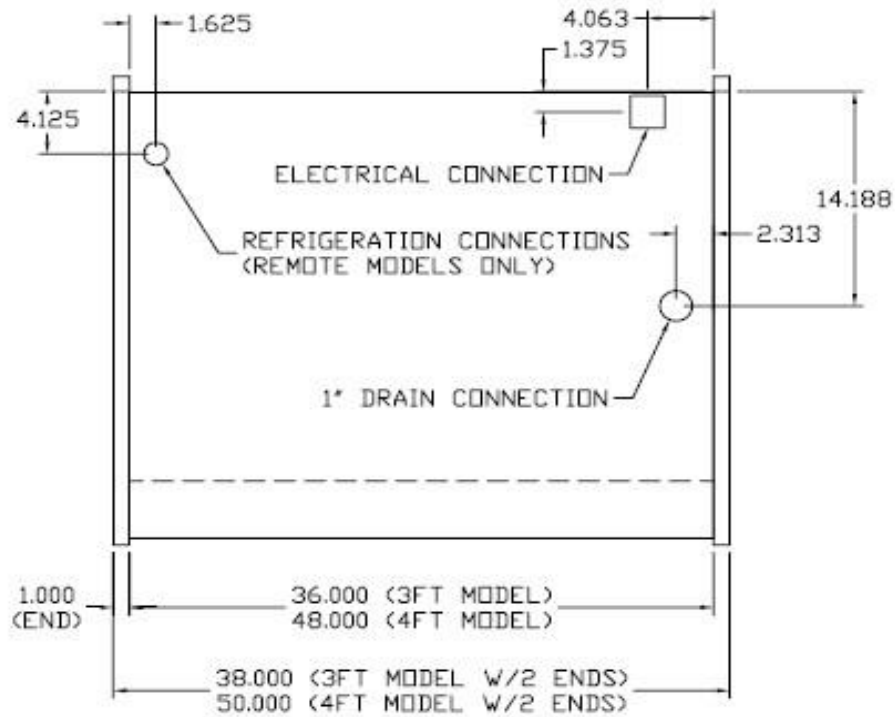 1.625
4.063
1.375
4.125
ELECTRICAL CONNECTION
14.188
REFRIGERATION CONNECTIONS
(REMOTE MODELS ONLY)
2.313
1" DRAIN CONNECTION
1.000
(END)
36.000 (3FT MODEL)
48.000 (4FT MODEL)
38.000 (3FT MODEL W/2 ENDS)
50.000 (4FT MODEL W/2 ENDS)